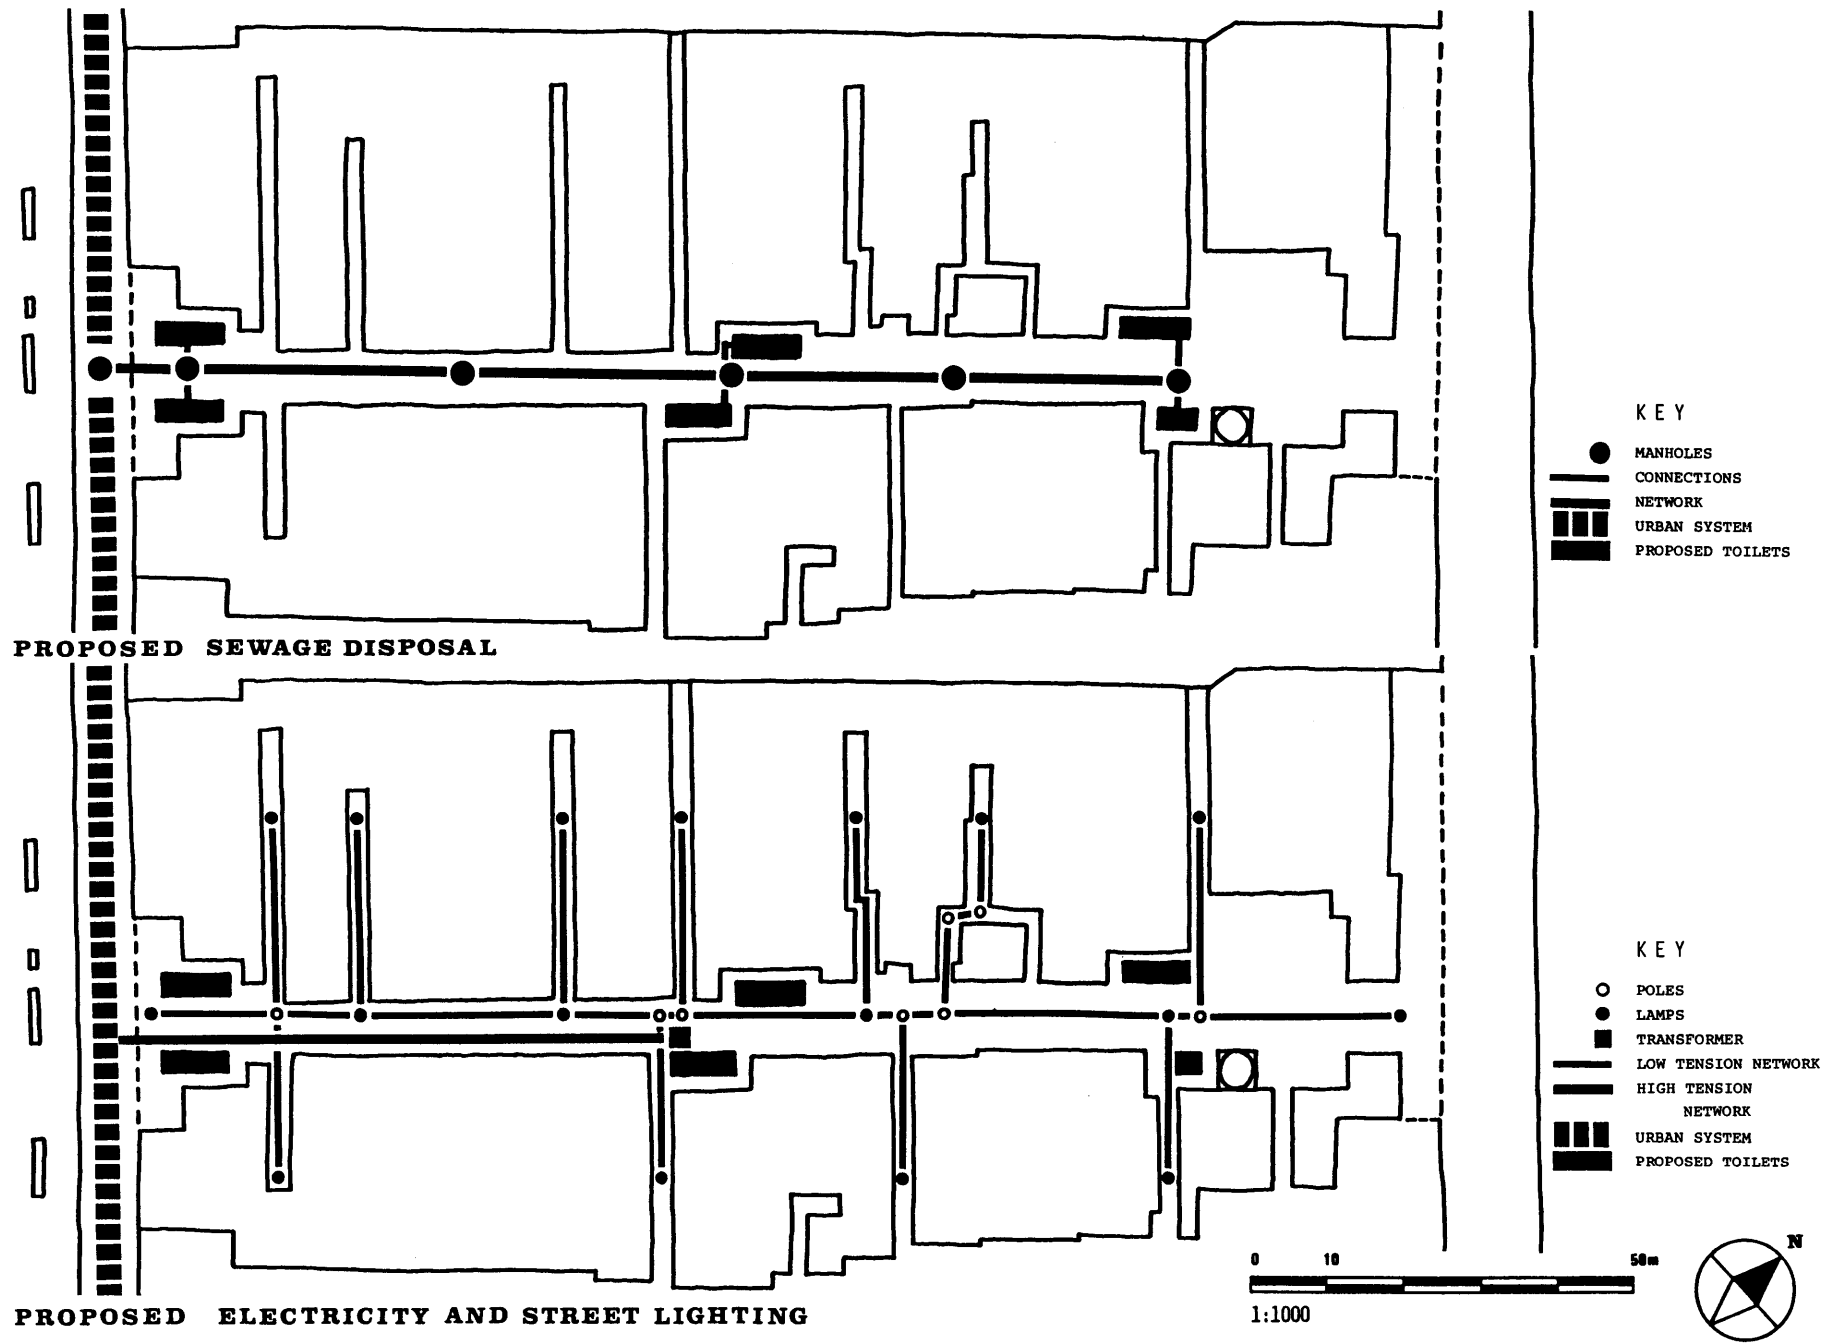 KEY
MANHOLES
CONNECTIONS
NETWORK
URBAN SYSTEM
PROPOSED TOILETS
PROPOSED SEWAGE DISPOSAL
KEY
POLES
LAMPS
TRANSFORMER
LOW TENSION NETWORK
HIGH TENSION
NETWORK
URBAN SYSTEM
PROPOSED TOILETS
0 10 50m
1:1000
N
PROPOSED ELECTRICITY AND STREET LIGHTING